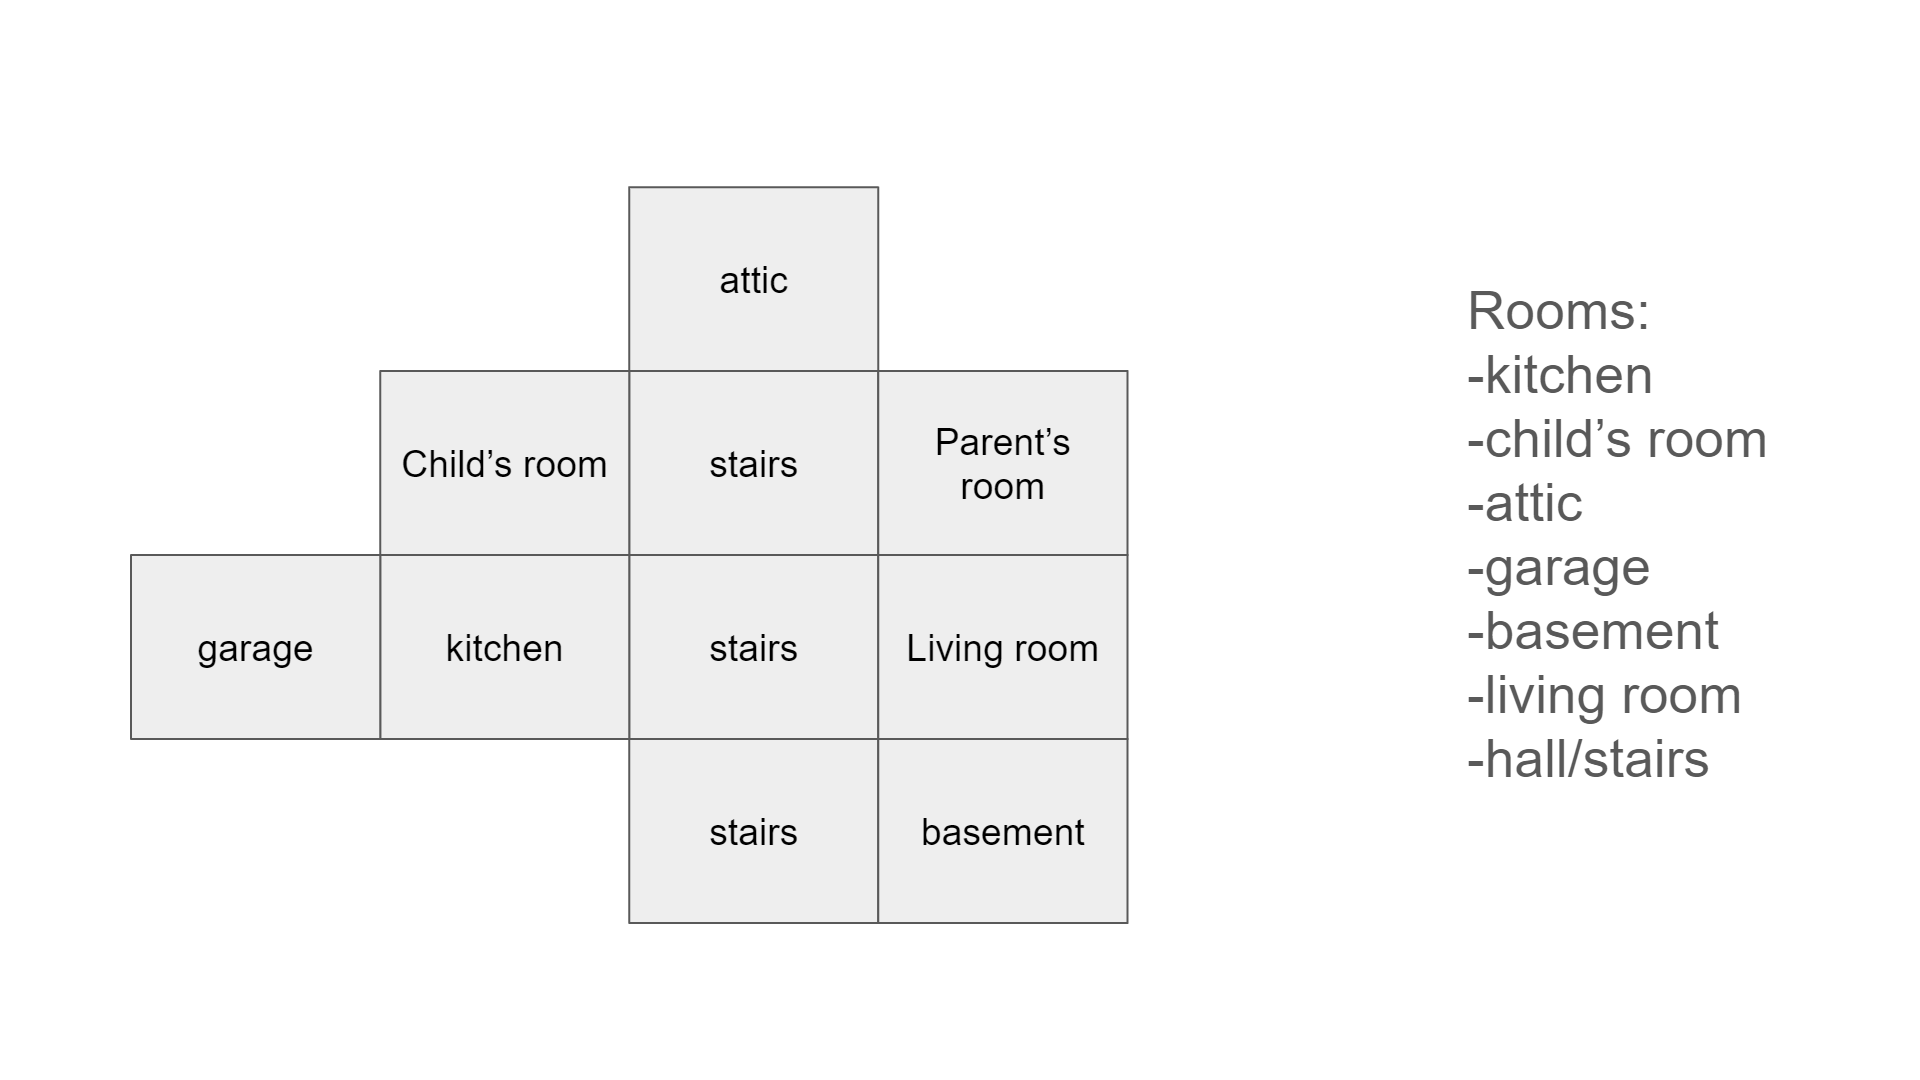 attic
Child’s room
stairs
Parent’s
room
garage
kitchen
stairs
Living room
stairs
basement
Rooms:
-kitchen
-child’s room
-attic
-garage
-basement
-living room
-hall/stairs